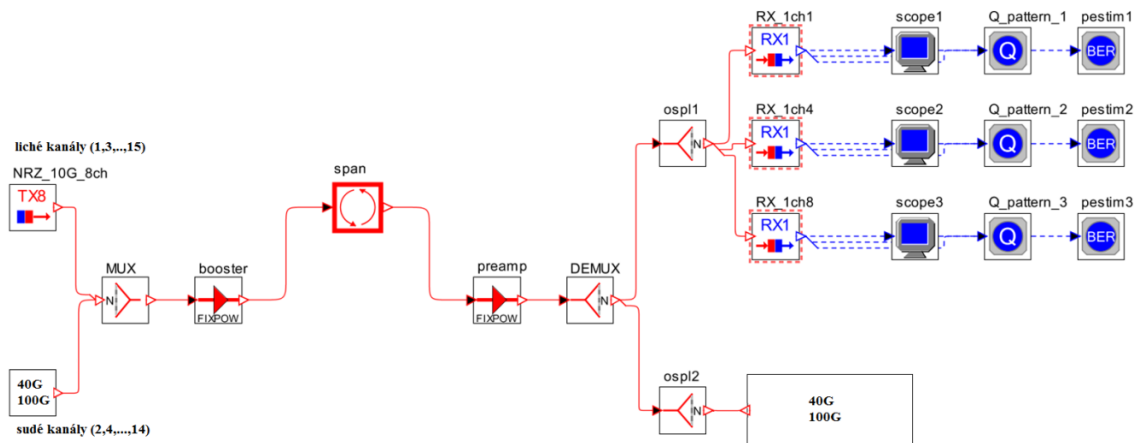 RX_1ch1
scope1
Q_pattern_1
pestim1
RX1
Q
BER
ospl1
N
RX_1ch4
scope2
Q_pattern_2
pestim2
RX1
Q
BER
liché kanály (1,3,...,15)
NRZ_10G_8ch
TX8
span
RX_1ch8
scope3
Q_pattern_3
pestim3
RX1
Q
BER
MUX
N
booster
FIXPOW
preamp
FIXPOW
DEMUX
N
40G
100G
sudé kanály (2,4,...,14)
ospl2
N
40G
100G